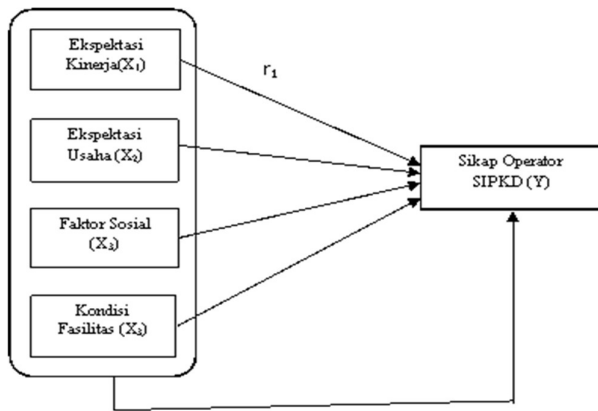 Ekspektasi
Kinerja(X₁)
r₁
Ekspektasi
Usaha (X₂)
Sikap Operator
SIPKD (Y)
Faktor Sosial
(X₃)
Kondisi
Fasilitas (X₃)